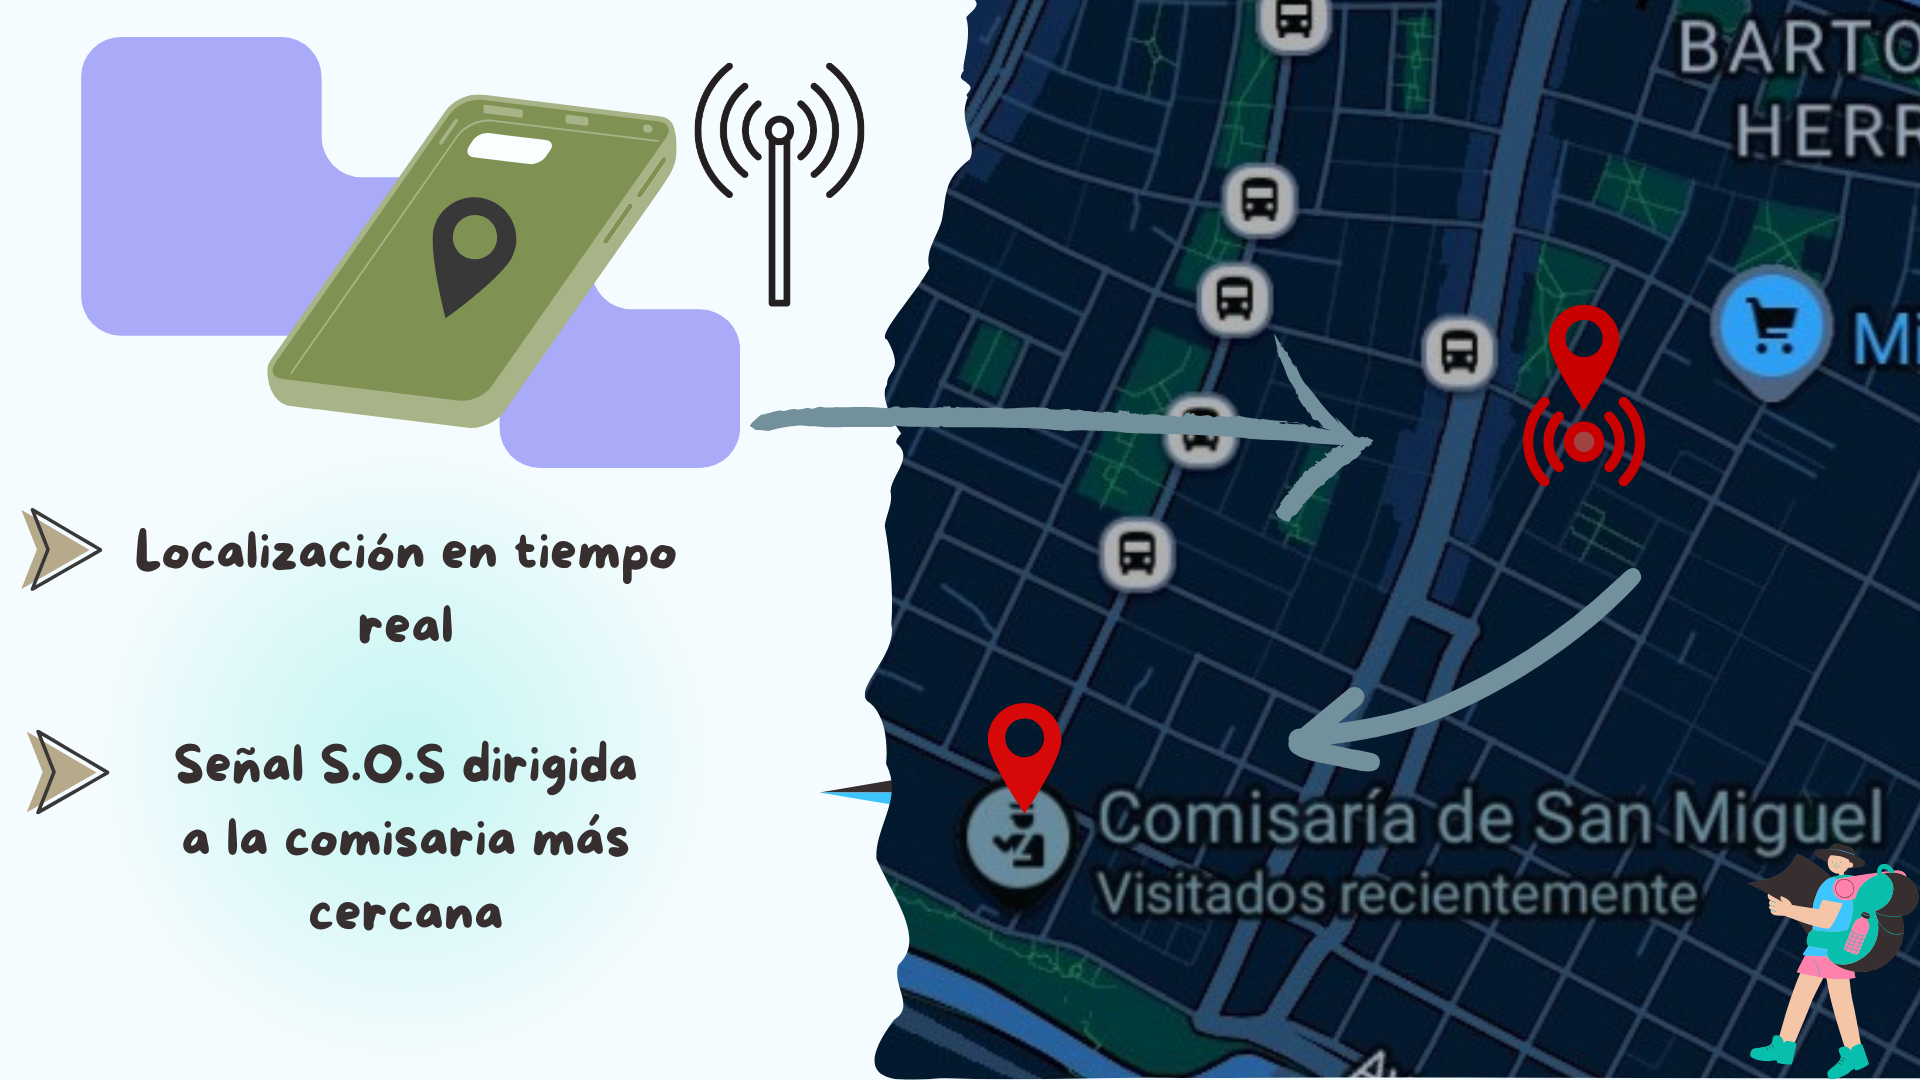 Localización en tiempo
real
Señal S.O.S dirigida
a la comisaria más
cercana
BARTO
HERR
Mi
Comisaría de San Miguel
Visitados recientemente